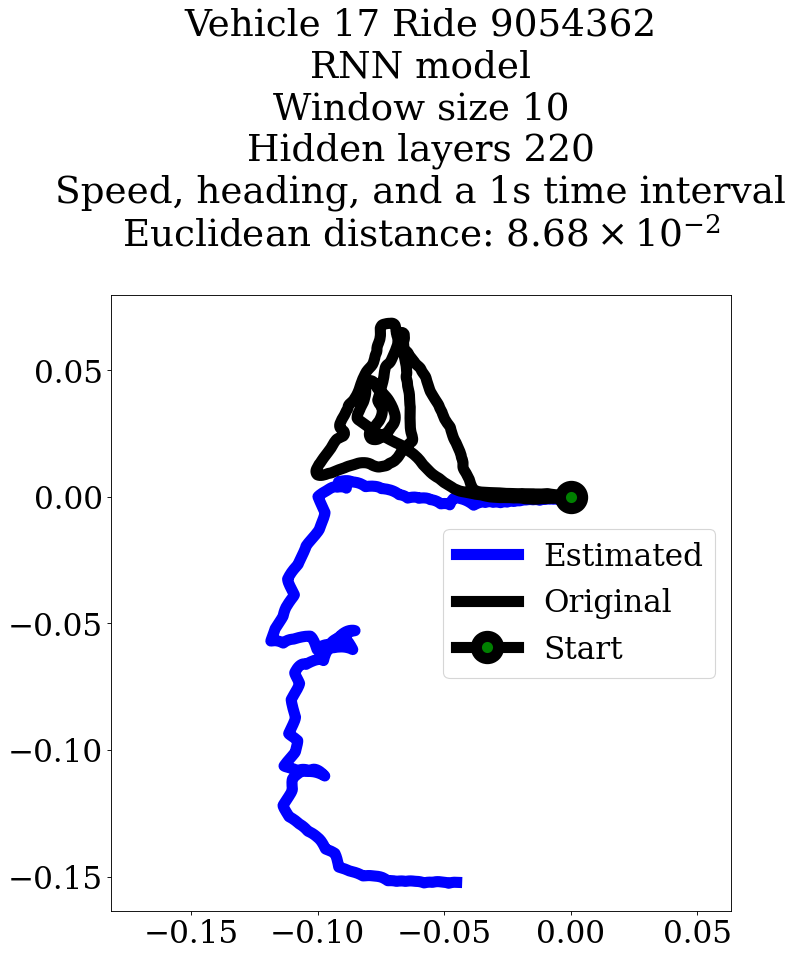 Vehicle 17 Ride 9054362
RNN model
Window size 10
Hidden layers 220
Speed, heading, and a 1s time interval
Euclidean distance: 8.68 × 10⁻²
0.05
0.00
−0.05
−0.10
−0.15
Estimated
Original
Start
−0.15 −0.10 −0.05 0.00 0.05